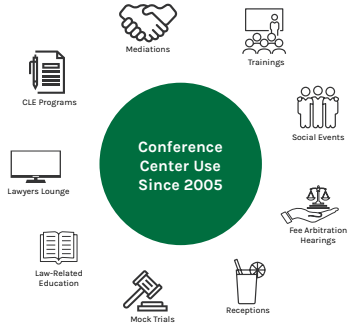 Mediations
Trainings
CLE Programs
Social Events
Conference
Center Use
Since 2005
Lawyers Lounge
Fee Arbitration
Hearings
Law-Related
Education
Receptions
Mock Trials